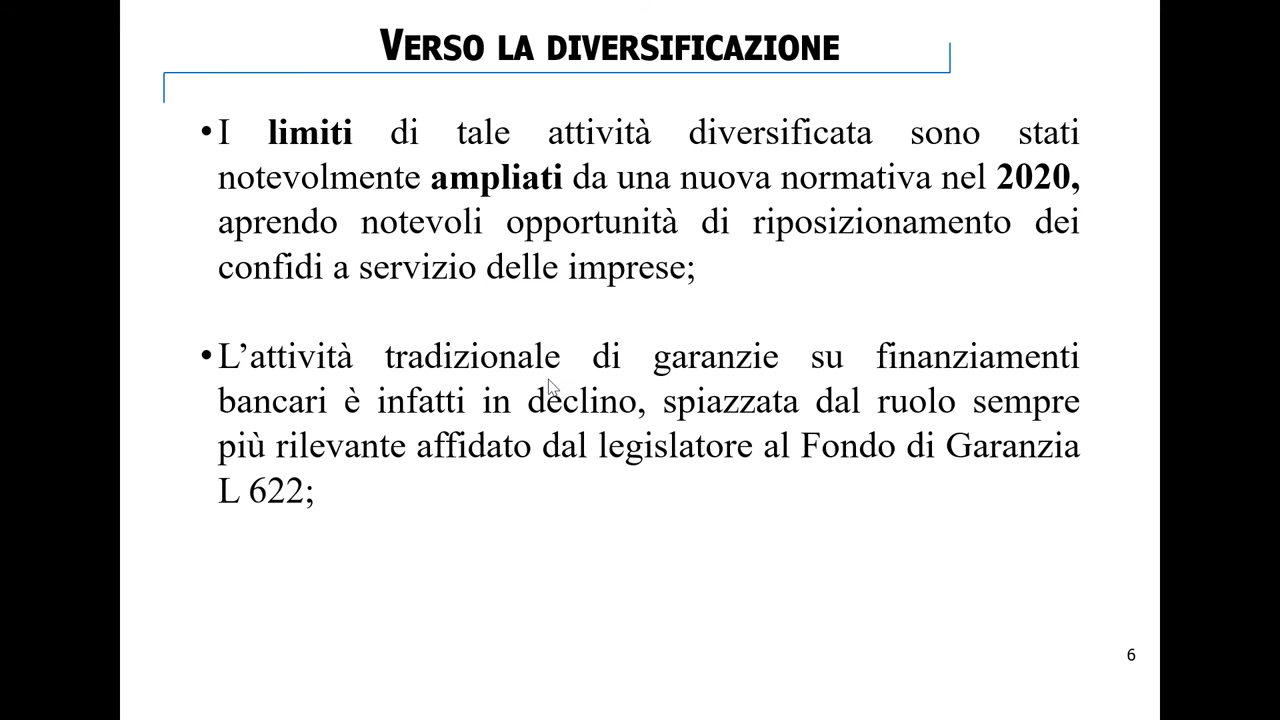 VERSO LA DIVERSIFICAZIONE
•I limiti di tale attività diversificata sono stati
notevolmente ampliati da una nuova normativa nel 2020,
aprendo notevoli opportunità di riposizionamento dei
confidi a servizio delle imprese;
•L’attività tradizionale di garanzie su finanziamenti
bancari è infatti in declino, spiazzata dal ruolo sempre
più rilevante affidato dal legislatore al Fondo di Garanzia
L 622;
6